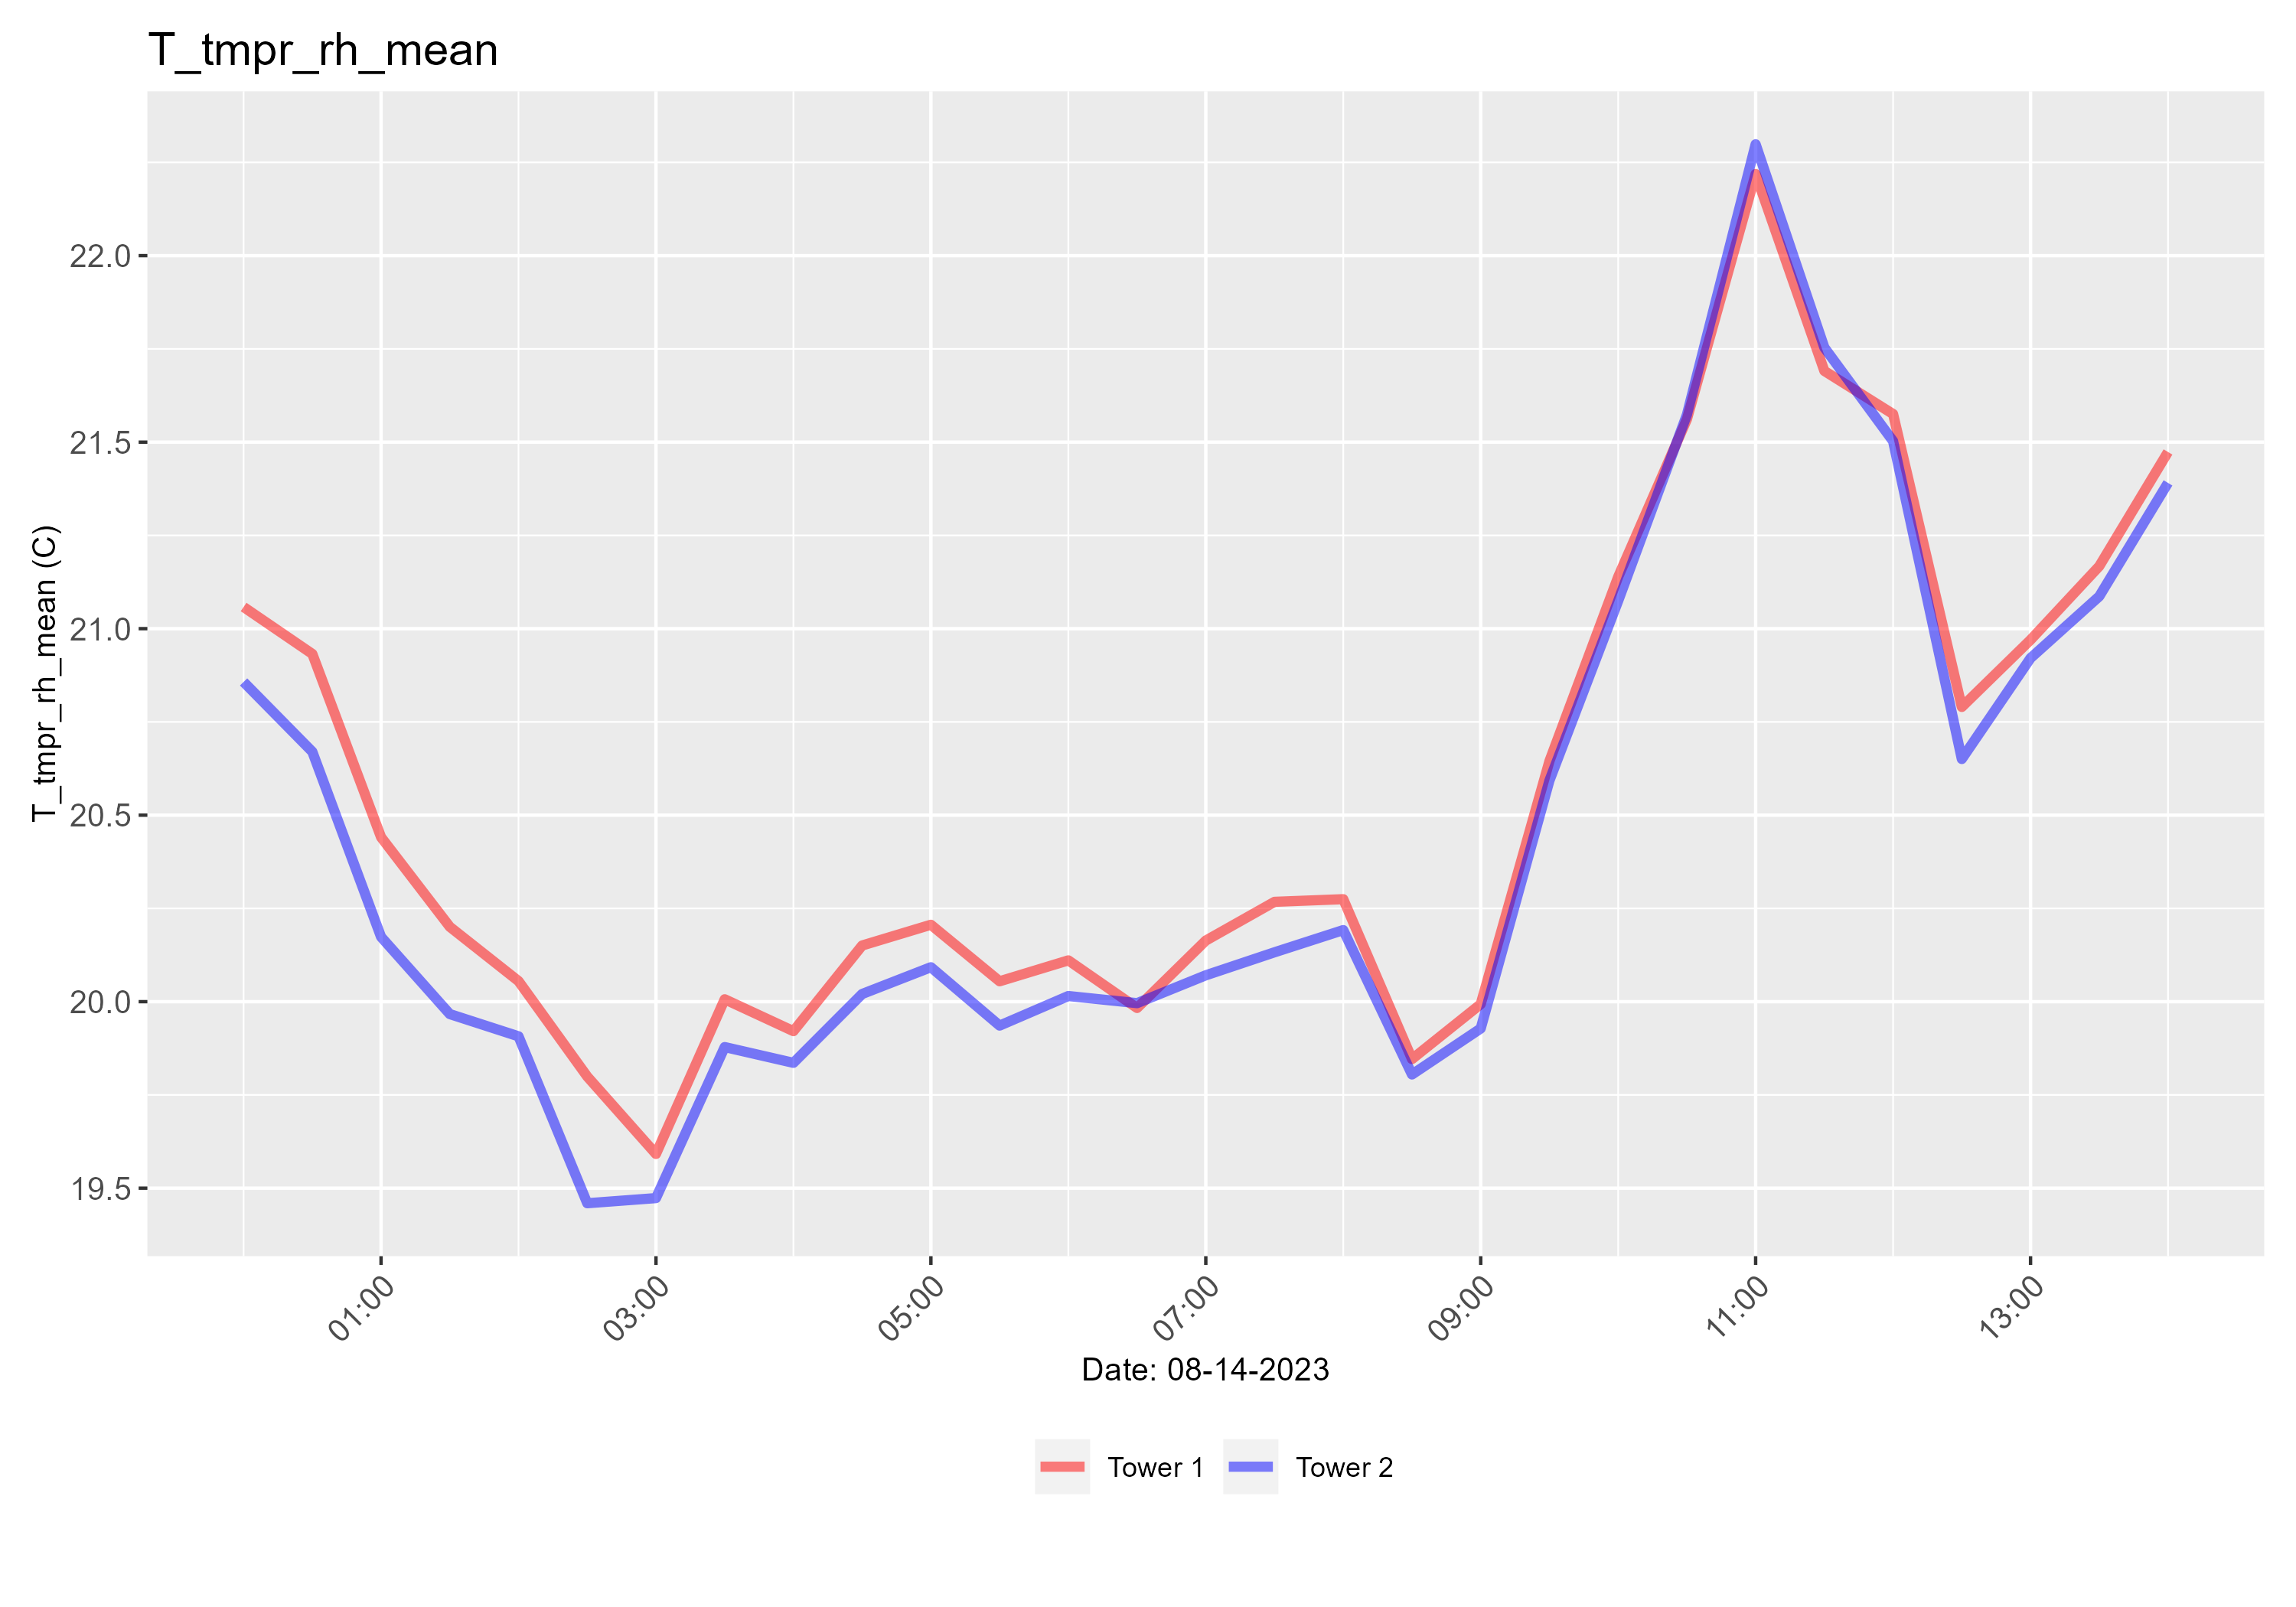 T_tmpr_rh_mean
T_tmpr_rh_mean (C)
22.0
21.5
21.0
20.5
20.0
19.5
01:00
03:00
05:00
07:00
09:00
11:00
13:00
Date: 08-14-2023
Tower 1
Tower 2